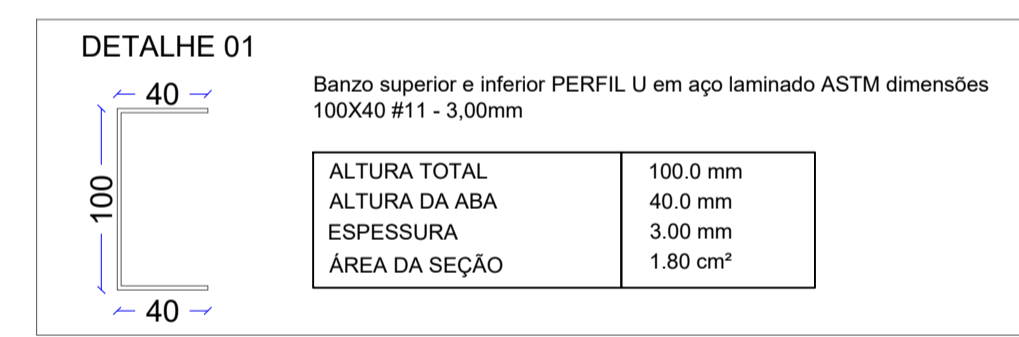 DETALHE 01
40
Banzo superior e inferior PERFIL U em aço laminado ASTM dimensões
100X40 #11 - 3,00mm
100
ALTURA TOTAL 100.0 mm
ALTURA DA ABA 40.0 mm
ESPESSURA 3.00 mm
ÁREA DA SEÇÃO 1.80 cm²
40